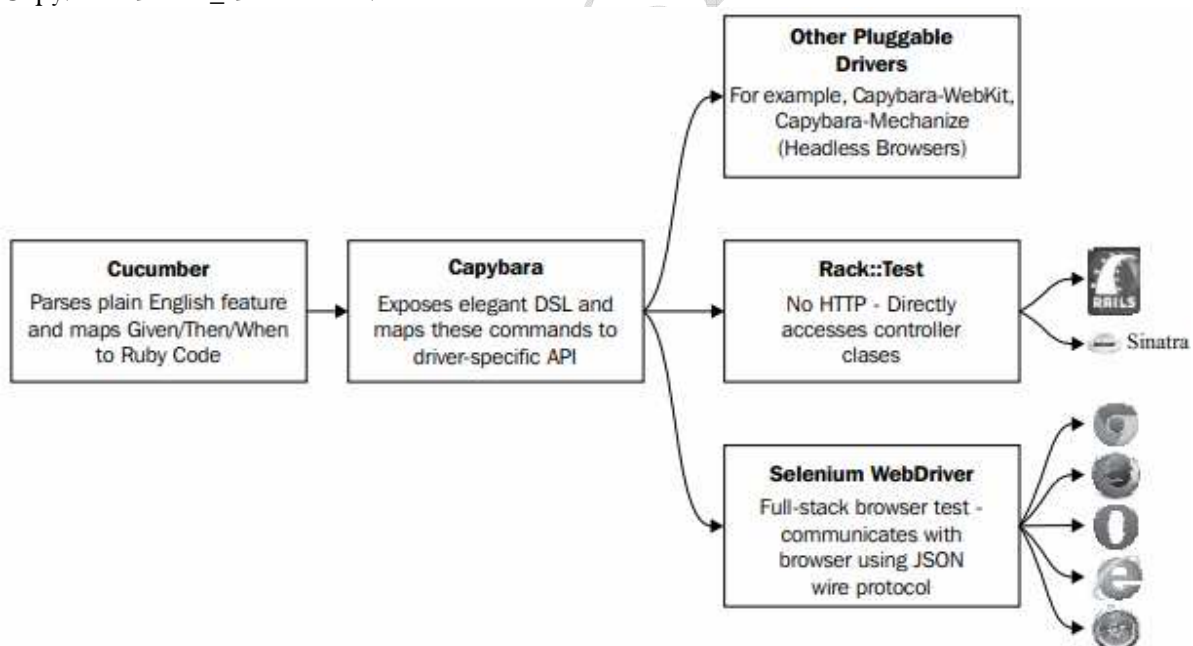 Other Pluggable
Drivers
For example, Capybara-WebKit,
Capybara-Mechanize
(Headless Browsers)
Cucumber
Parses plain English feature
and maps Given/Then/When
to Ruby Code
Capybara
Exposes elegant DSL and
maps these commands to
driver-specific API
Rack::Test
No HTTP - Directly
accesses controller
clases
RAILS
Sinatra
Selenium WebDriver
Full-stack browser test -
communicates with
browser using JSON
wire protocol